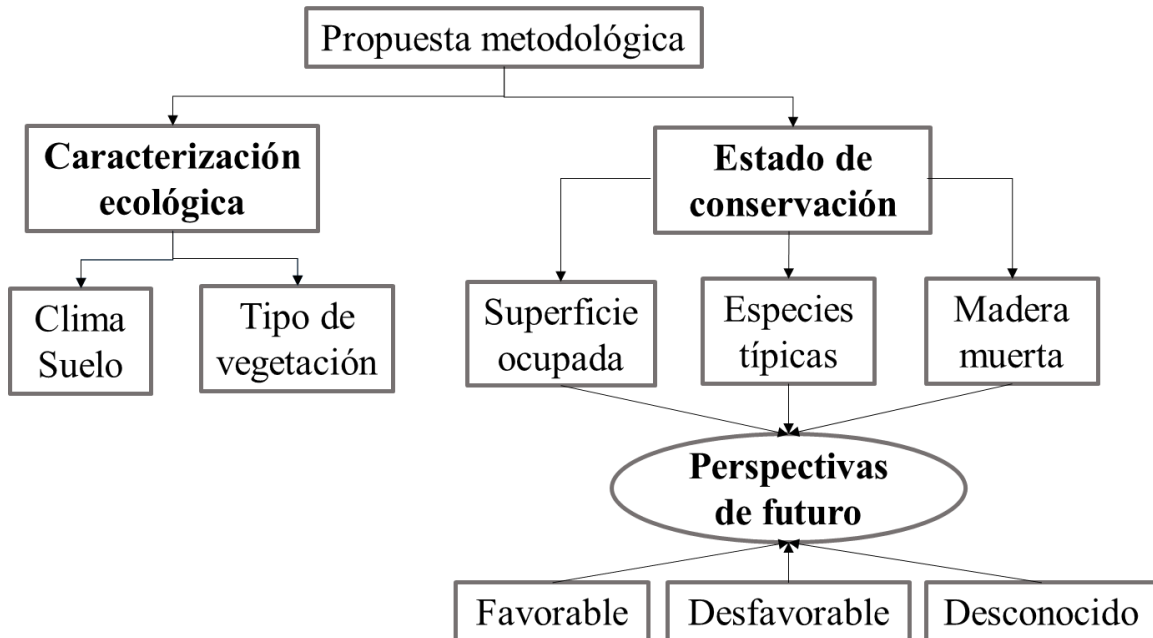 Propuesta metodológica
Caracterización
ecológica
Estado de
conservación
Clima
Suelo
Tipo de
vegetación
Superficie
ocupada
Especies
típicas
Madera
muerta
Perspectivas
de futuro
Favorable
Desfavorable
Desconocido